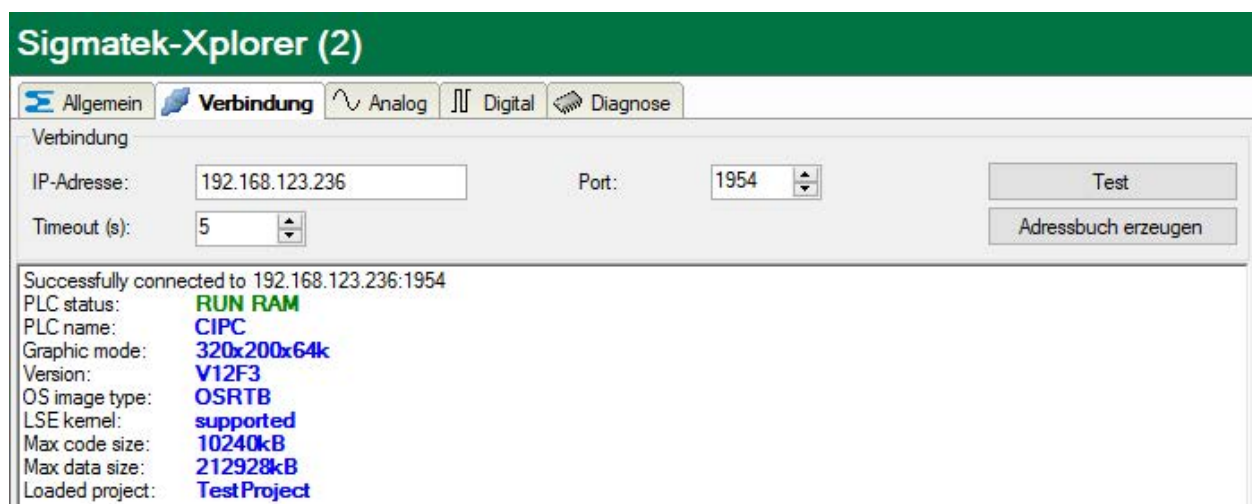 Sigmatek-Xplorer (2)
Allgemein Verbindung Analog Digital Diagnose
Verbindung
IP-Adresse: 192.168.123.236 Port: 1954 Test
Timeout (s): 5 Adressbuch erzeugen
Successfully connected to 192.168.123.236:1954
PLC status: RUN RAM
PLC name: CIPC
Graphic mode: 320x200x64k
Version: V12F3
OS image type: OSRTB
LSE kernel: supported
Max code size: 10240kB
Max data size: 212928kB
Loaded project: TestProject